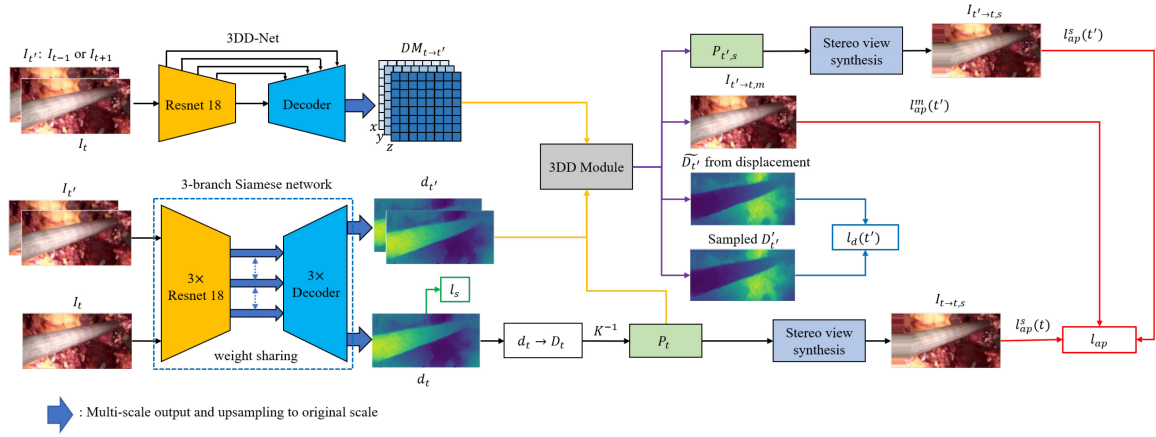 3DD-Net
I_{t'}: I_{t-1} or I_{t+1}
Resnet 18
Decoder
I_t
DM_{t→t'}
x
y
z
3-branch Siamese network
I_{t'}
3×
Resnet 18
3×
Decoder
weight sharing
I_t
d_{t'}
l_s
d_t
d_t → D_t
K^{-1}
P_t
3DD Module
P_{t',s}
Stereo view
synthesis
I_{t'→t,s}
l_{ap}^s(t')
I_{t'→t,m}
l_{ap}^m(t')
\widetilde{D_{t'}} from displacement
Sampled D'_{t'}
l_d(t')
Stereo view
synthesis
I_{t→t,s}
l_{ap}^s(t)
l_{ap}
: Multi-scale output and upsampling to original scale